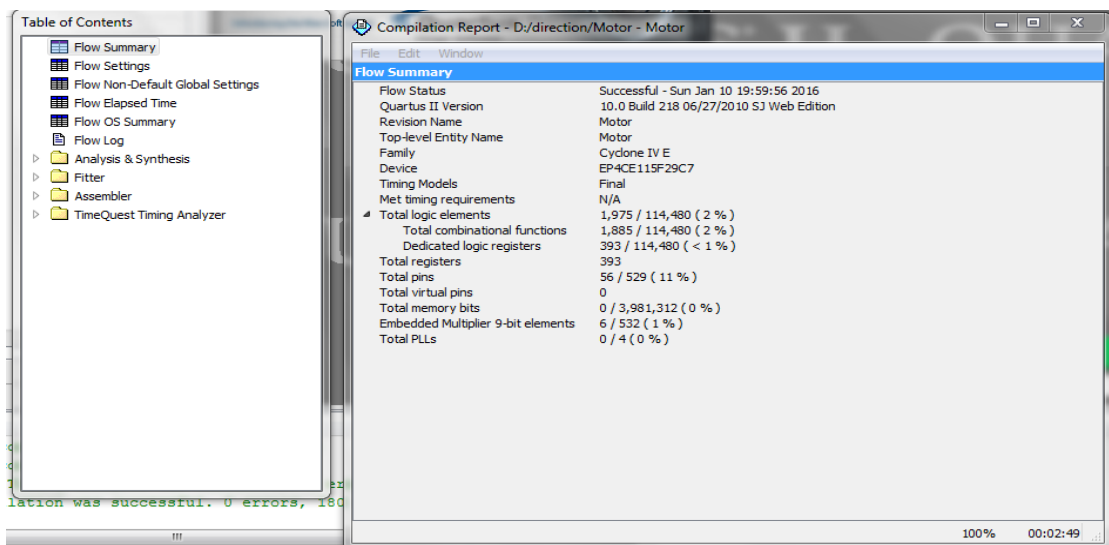 Table of Contents
Flow Summary
Flow Settings
Flow Non-Default Global Settings
Flow Elapsed Time
Flow OS Summary
Flow Log
Analysis & Synthesis
Fitter
Assembler
TimeQuest Timing Analyzer
lation was successful. 0 errors, 180
Compilation Report - D:/direction/Motor - Motor
File Edit Window
Flow Summary
Flow Status Successful - Sun Jan 10 19:59:56 2016
Quartus II Version 10.0 Build 218 06/27/2010 SJ Web Edition
Revision Name Motor
Top-level Entity Name Motor
Family Cyclone IV E
Device EP4CE115F29C7
Timing Models Final
Met timing requirements N/A
Total logic elements 1,975 / 114,480 ( 2 % )
Total combinational functions 1,885 / 114,480 ( 2 % )
Dedicated logic registers 393 / 114,480 ( < 1 % )
Total registers 393
Total pins 56 / 529 ( 11 % )
Total virtual pins 0
Total memory bits 0 / 3,981,312 ( 0 % )
Embedded Multiplier 9-bit elements 6 / 532 ( 1 % )
Total PLLs 0 / 4 ( 0 % )
100% 00:02:49